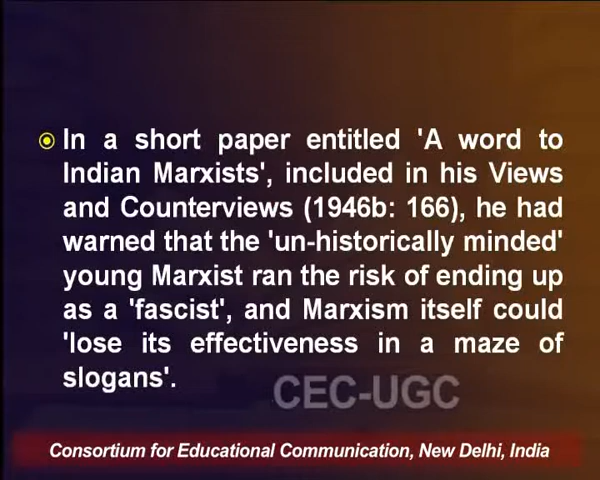 In a short paper entitled 'A word to
Indian Marxists', included in his Views
and Counterviews (1946b: 166), he had
warned that the 'un-historically minded'
young Marxist ran the risk of ending up
as a 'fascist', and Marxism itself could
'lose its effectiveness in a maze of
slogans'.
CEC-UGC
Consortium for Educational Communication, New Delhi, India